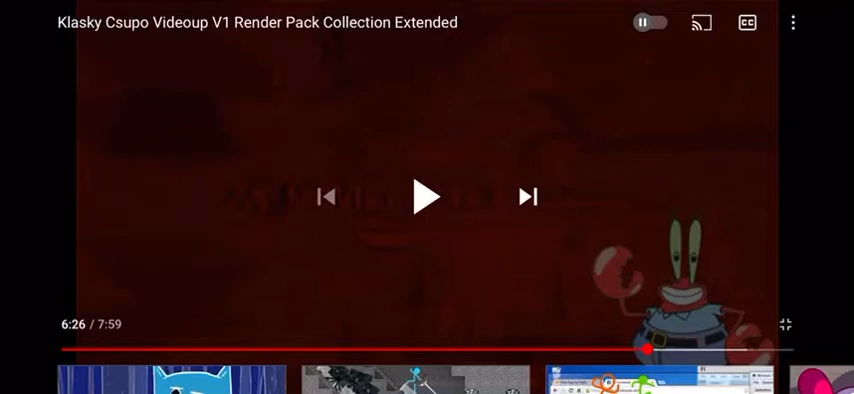 Klasky Csupo Videoup V1 Render Pack Collection Extended
CC
6:26 / 7:59